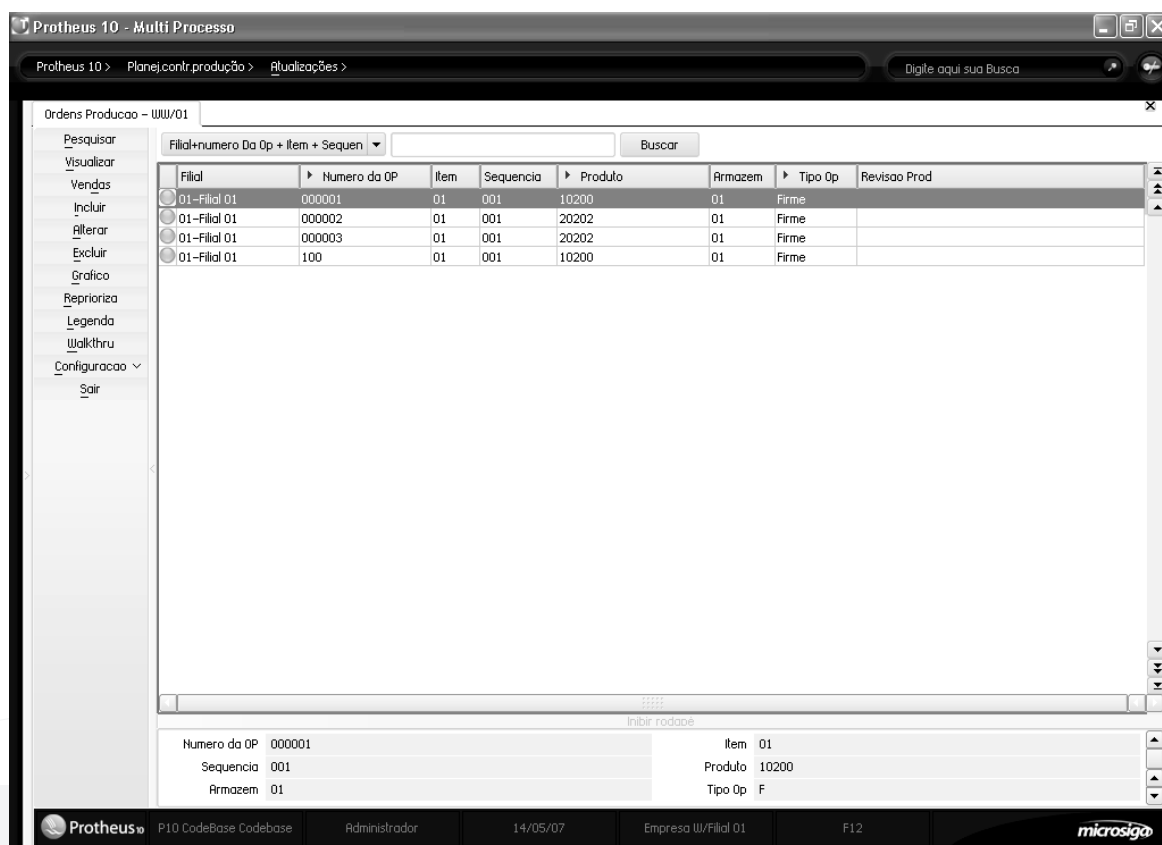 Protheus 10 - Multi Processo
Protheus 10 > Planej.contr.produção > Atualizações >
Digite aqui sua Busca
Ordens Producao - WW/01
Pesquisar
Visualizar
Vendas
Incluir
Alterar
Excluir
Grafico
Reprioriza
Legenda
Walkthru
Configuracao
Sair
Filial+numero Da Op + Item + Sequen
Buscar
Filial Numero da OP Item Sequencia Produto Armazem Tipo Op Revisao Prod
01-Filial 01 000001 01 001 10200 01 Firme
01-Filial 01 000002 01 001 20202 01 Firme
01-Filial 01 000003 01 001 20202 01 Firme
01-Filial 01 100 01 001 10200 01 Firme
Inibir rodapé
Numero da OP 000001 Item 01
Sequencia 001 Produto 10200
Armazem 01 Tipo Op F
Protheus 10 P10 CodeBase Codebase Administrador 14/05/07 Empresa W/Filial 01 F12 microsiga